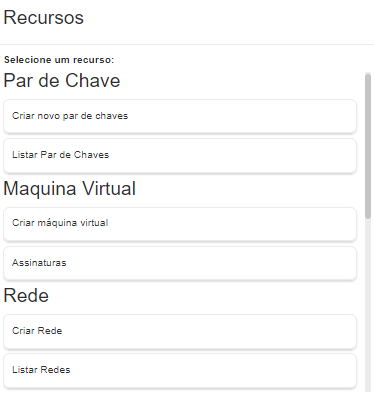 Recursos
Selecione um recurso:
Par de Chave
Criar novo par de chaves
Listar Par de Chaves
Maquina Virtual
Criar máquina virtual
Assinaturas
Rede
Criar Rede
Listar Redes